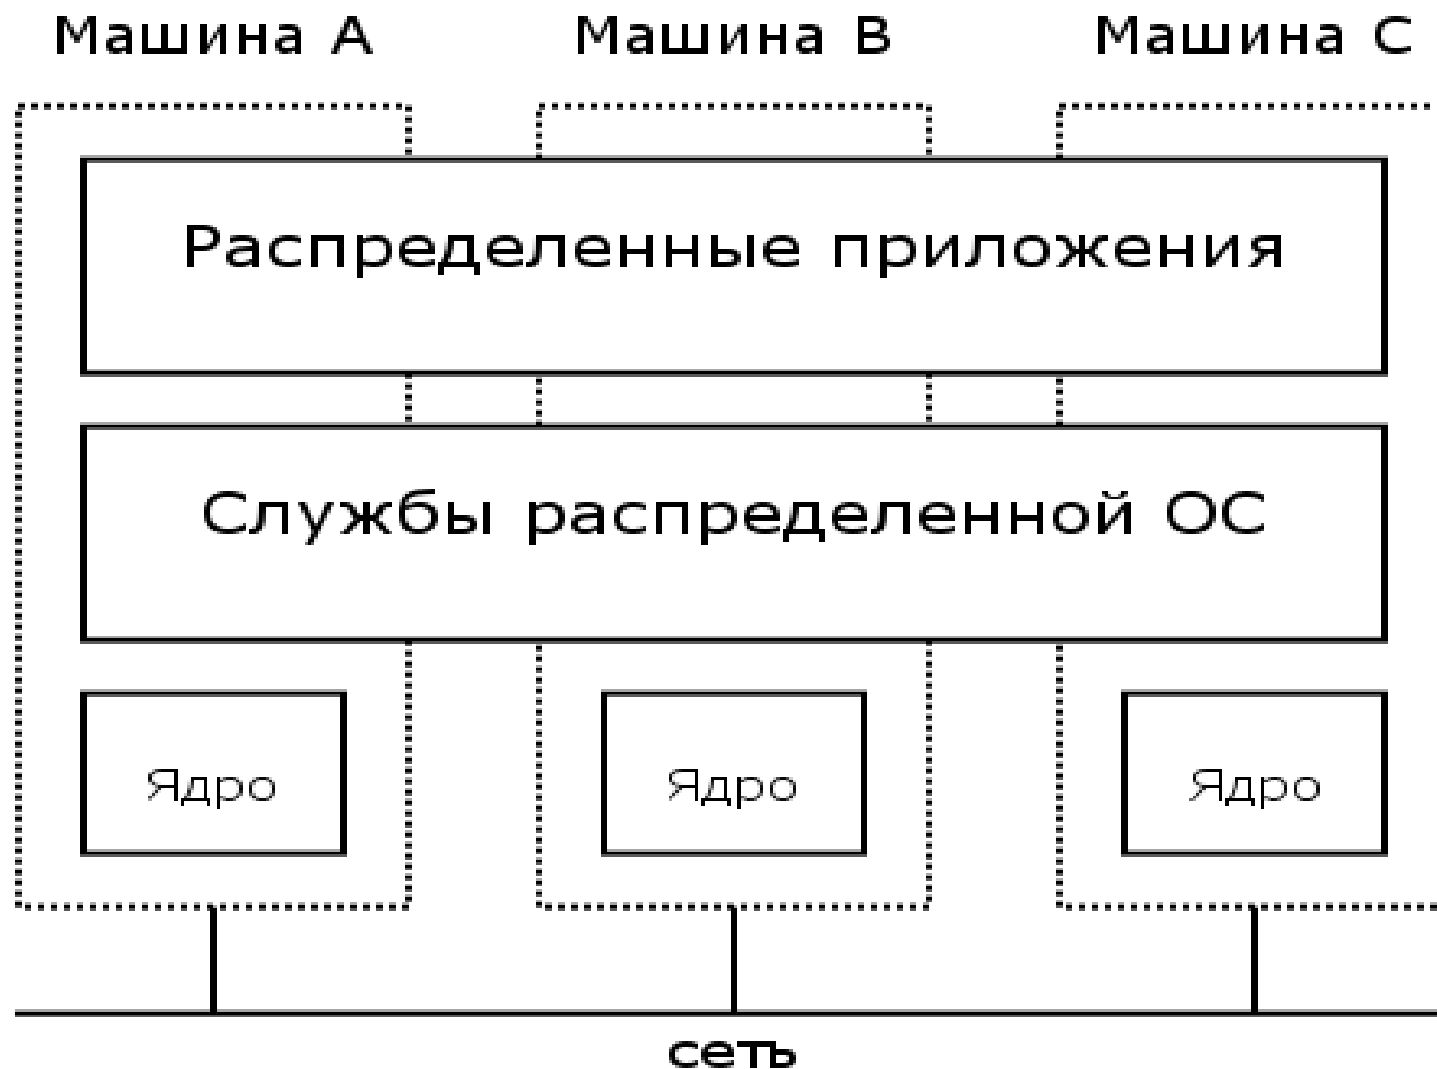 Машина A
Машина B
Машина C
Распределенные приложения
Службы распределенной ОС
Ядро
Ядро
Ядро
сеть